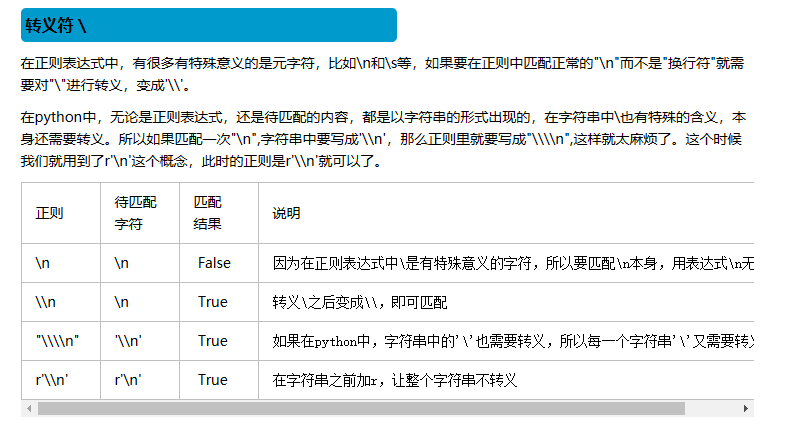 转义符 \
在正则表达式中，有很多有特殊意义的是元字符，比如\n和\s等，如果要在正则中匹配正常的"\n"而不是"换行符"就需
要对"\"进行转义，变成'\\'。
在python中，无论是正则表达式，还是待匹配的内容，都是以字符串的形式出现的，在字符串中\也有特殊的含义，本
身还需要转义。所以如果匹配一次"\n",字符串中要写成'\\n'，那么正则里就要写成"\\\\n",这样就太麻烦了。这个时候
我们就用到了r'\n'这个概念，此时的正则是r'\\n'就可以了。
正则 待匹配 匹配 说明
字符 结果
\n \n False 因为在正则表达式中\是有特殊意义的字符，所以要匹配\n本身，用表达式\n无
\\n \n True 转义\之后变成\\，即可匹配
"\\\\n" '\\n' True 如果在python中，字符串中的'\'也需要转义，所以每一个字符串'\'又需要转义
r'\\n' r'\n' True 在字符串之前加r，让整个字符串不转义